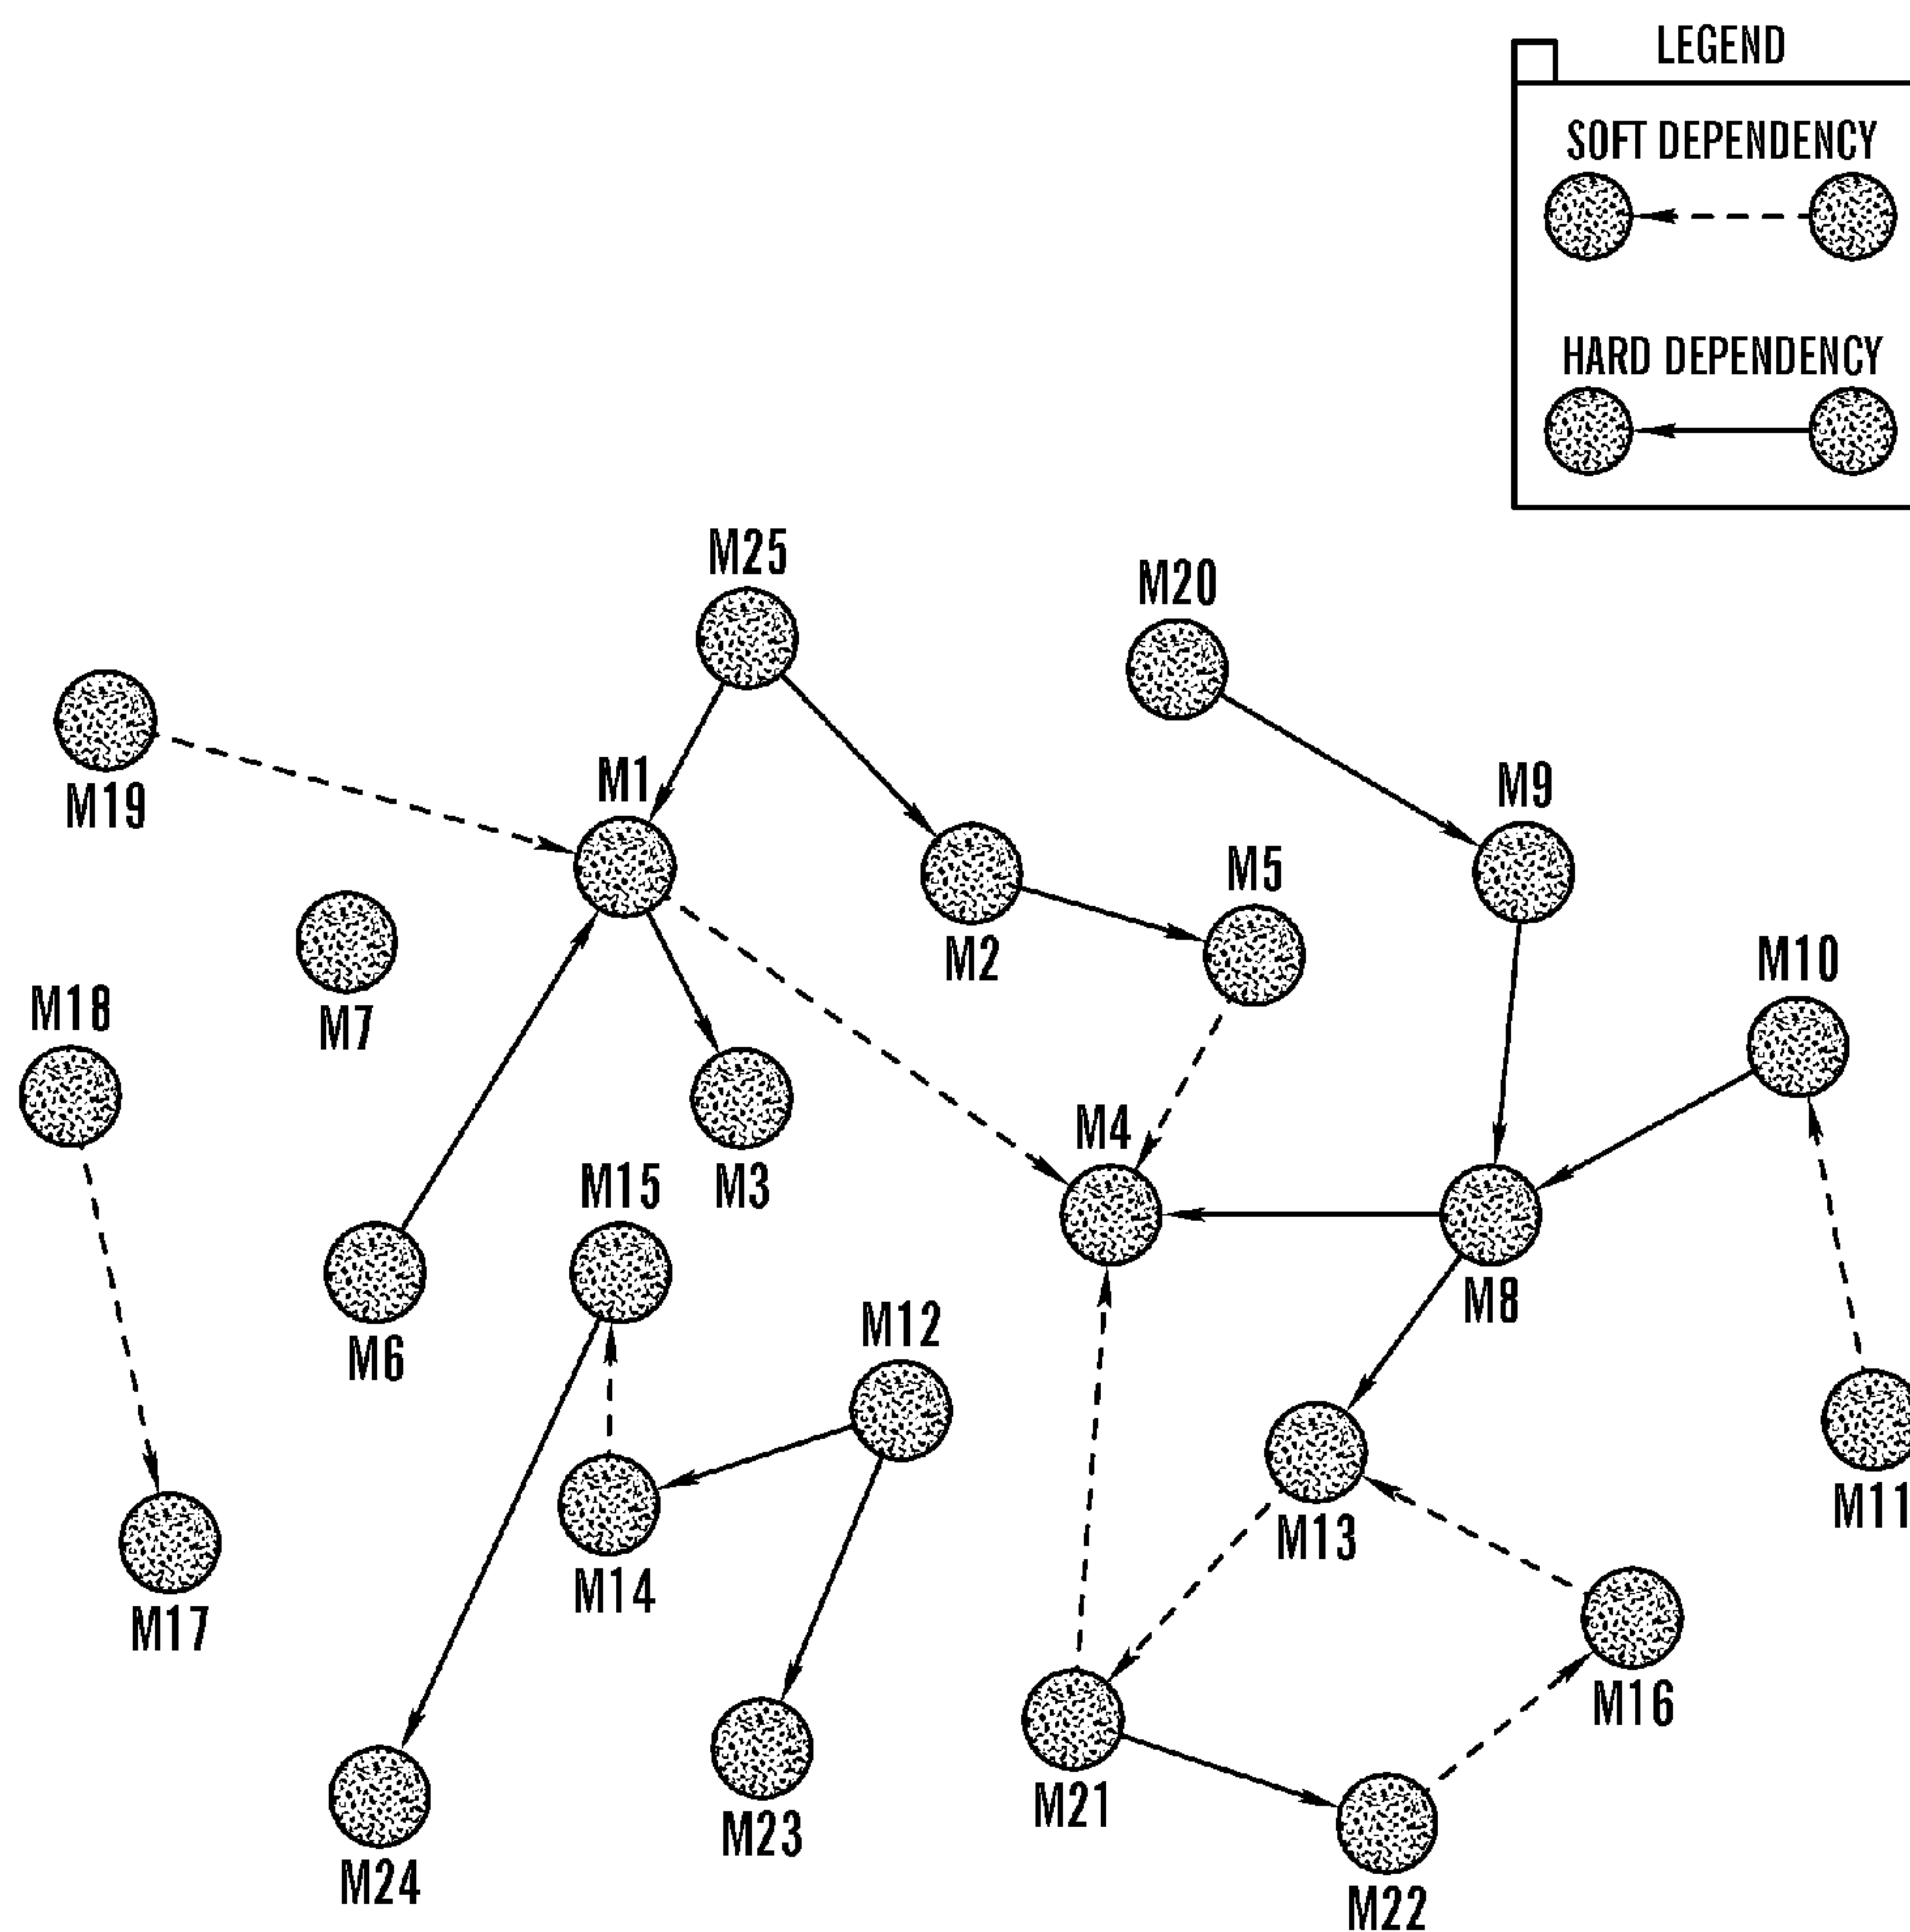 LEGEND
SOFT DEPENDENCY
HARD DEPENDENCY
M25
M20
M19
M1
M9
M5
M2
M10
M18
M7
M4
M15
M3
M8
M12
M6
M11
M13
M14
M17
M16
M21
M23
M24
M22